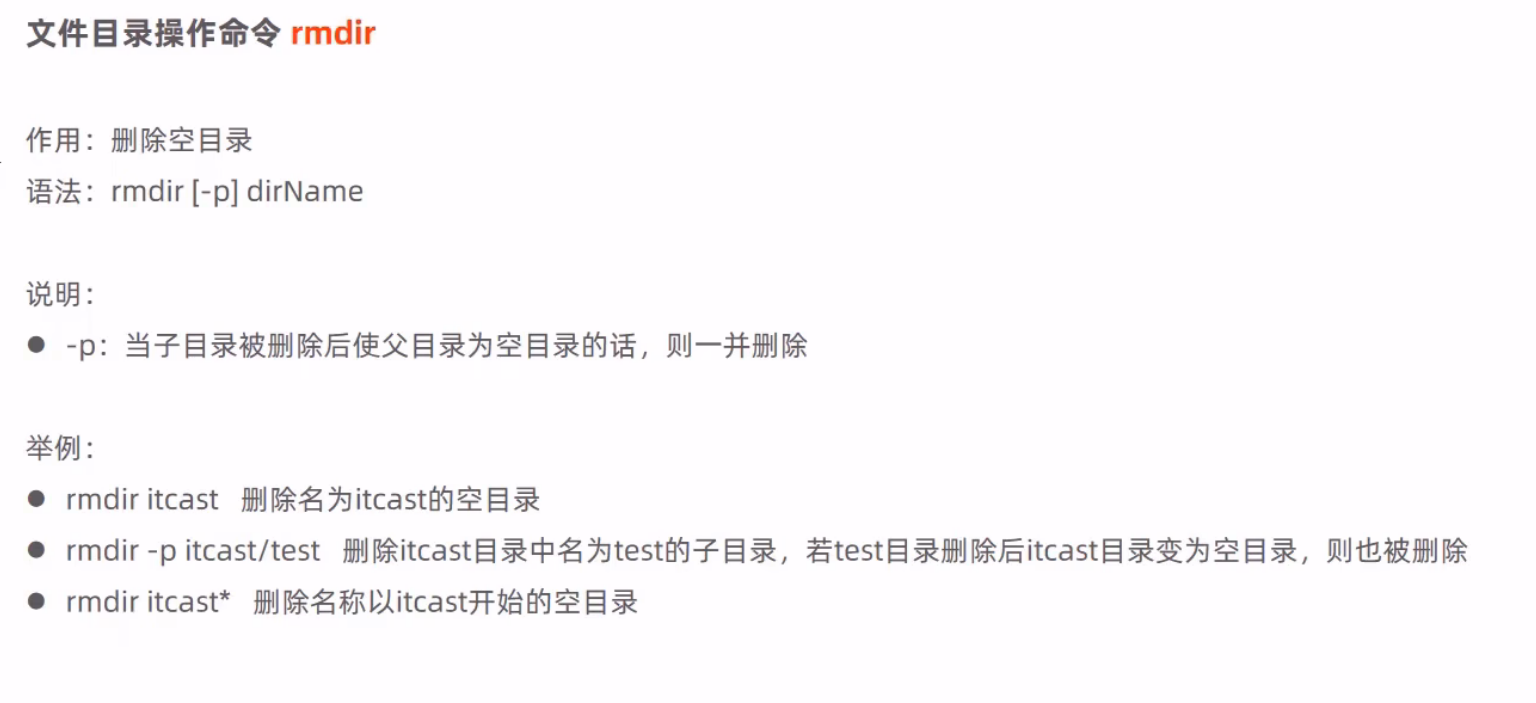 文件目录操作命令 rmdir
作用：删除空目录
语法：rmdir [-p] dirName
说明：
● -p：当子目录被删除后使父目录为空目录的话，则一并删除
举例：
● rmdir itcast 删除名为itcast的空目录
● rmdir -p itcast/test 删除itcast目录中名为test的子目录，若test目录删除后itcast目录变为空目录，则也被删除
● rmdir itcast* 删除名称以itcast开始的空目录